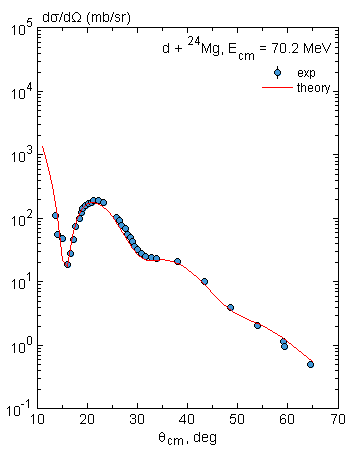 dσ/dΩ (mb/sr)
10⁵
d + ²⁴Mg, E_cm = 70.2 MeV
exp
theory
10⁴
10³
10²
10¹
10⁰
10⁻¹
10 20 30 40 50 60 70
θ_cm, deg